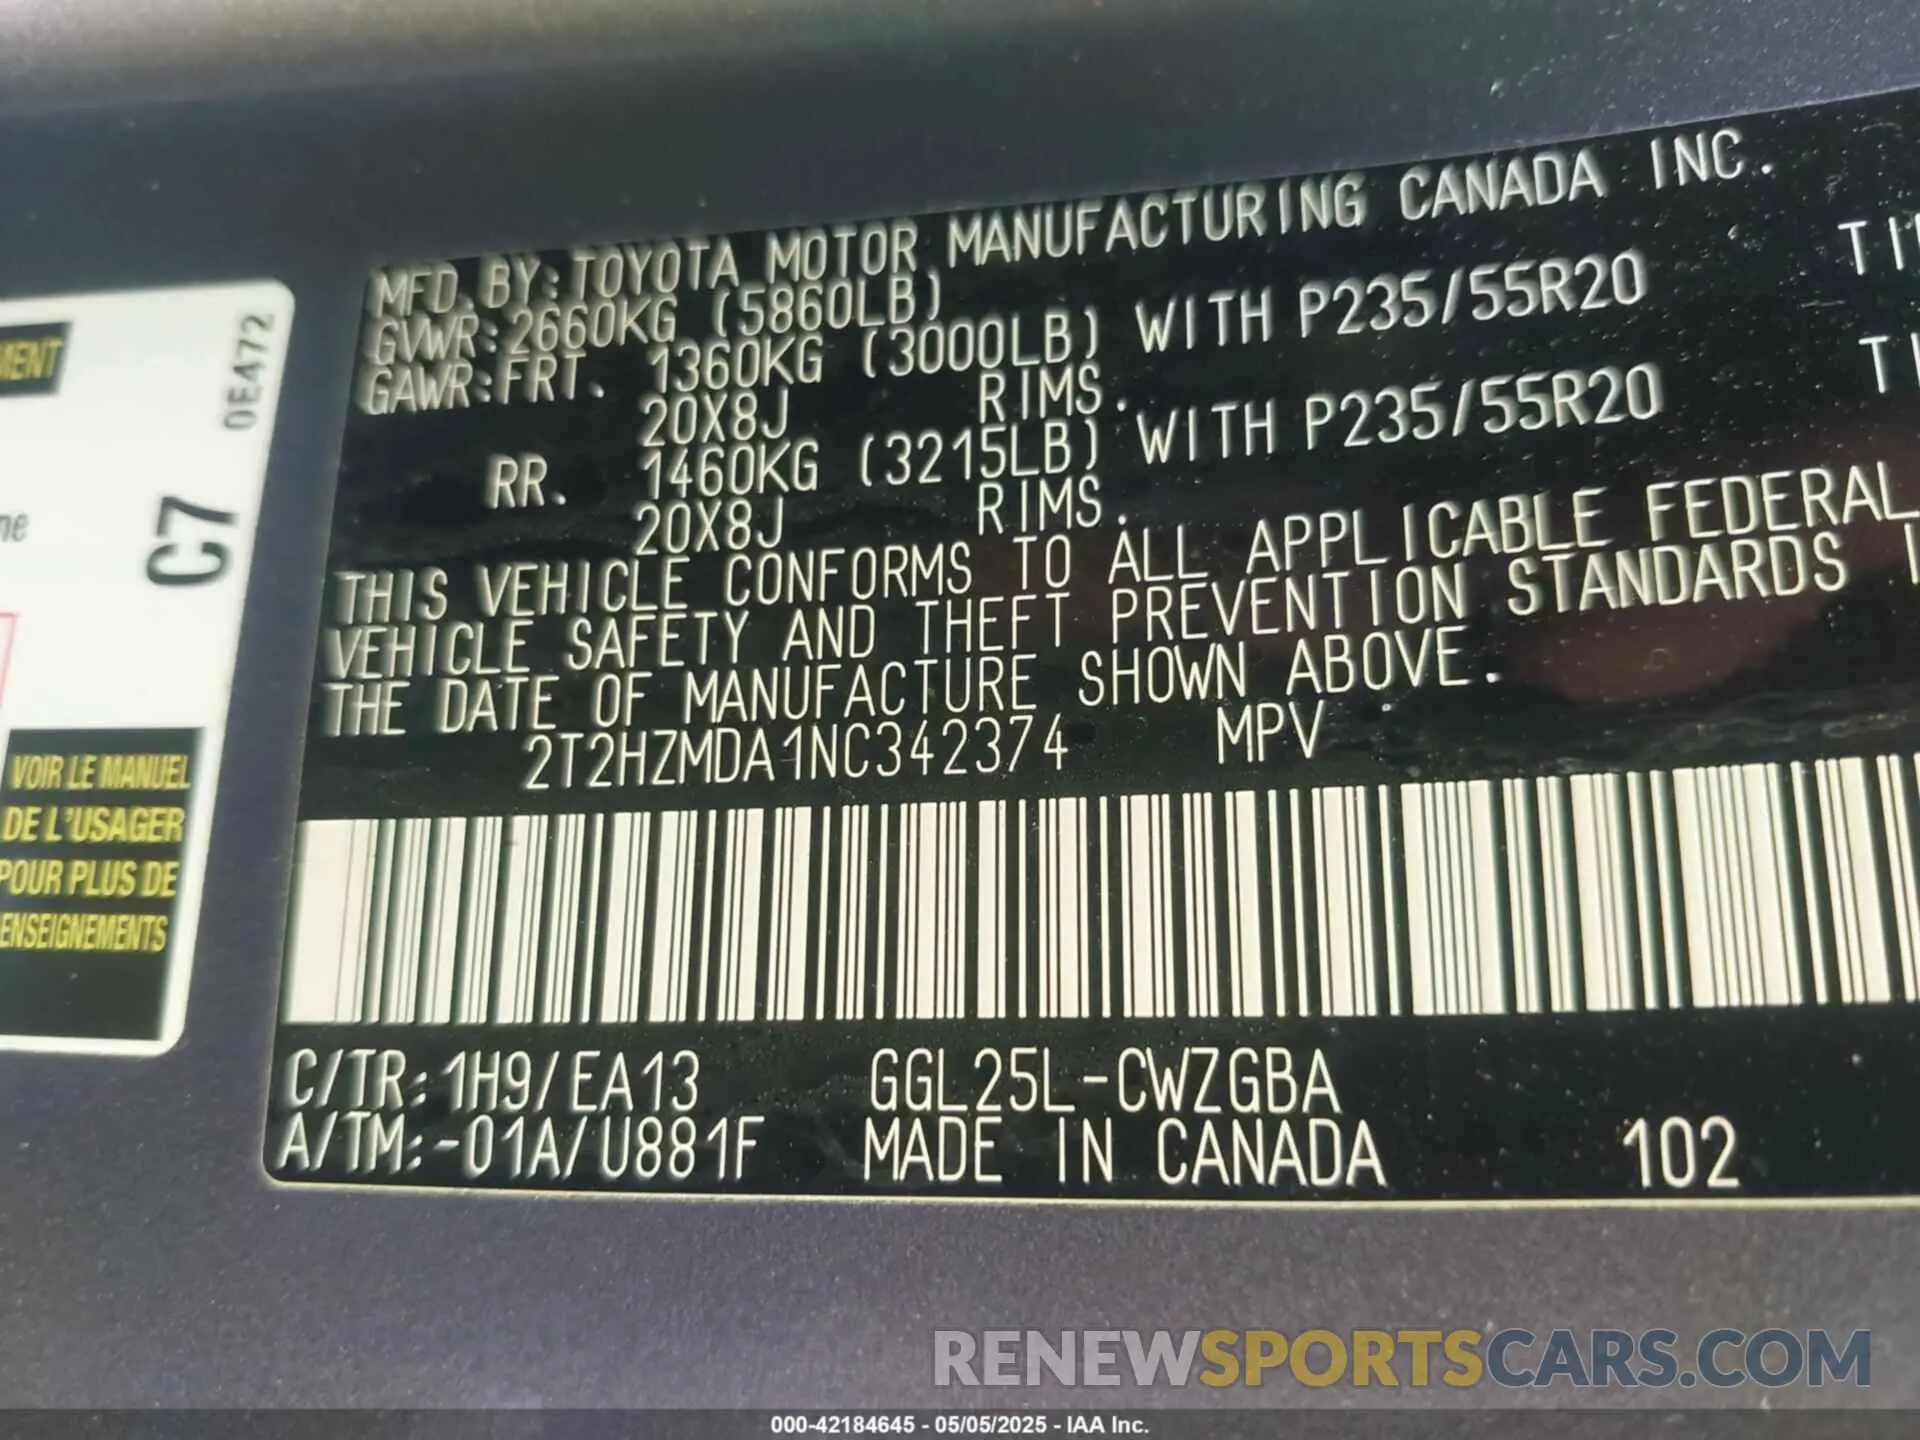 MFD. BY: TOYOTA MOTOR MANUFACTURING CANADA INC.
GVWR: 2660KG (5860LB)
GAWR: FRT. 1360KG (3000LB) WITH P235/55R20
20X8J RIMS.
RR. 1460KG (3215LB) WITH P235/55R20
20X8J RIMS.
THIS VEHICLE CONFORMS TO ALL APPLICABLE FEDERAL
VEHICLE SAFETY AND THEFT PREVENTION STANDARDS
THE DATE OF MANUFACTURE SHOWN ABOVE.
2T2HZMDA1NC342374 MPV
C/TR: 1H9/EA13 GGL25L-CWZGBA
A/TM: -01A/U881F MADE IN CANADA 102
0E472
C7
VOIR LE MANUEL
DE L'USAGER
POUR PLUS DE
RENEWSPORTSCARS.COM
000-42184645 - 05/05/2025 - IAA Inc.